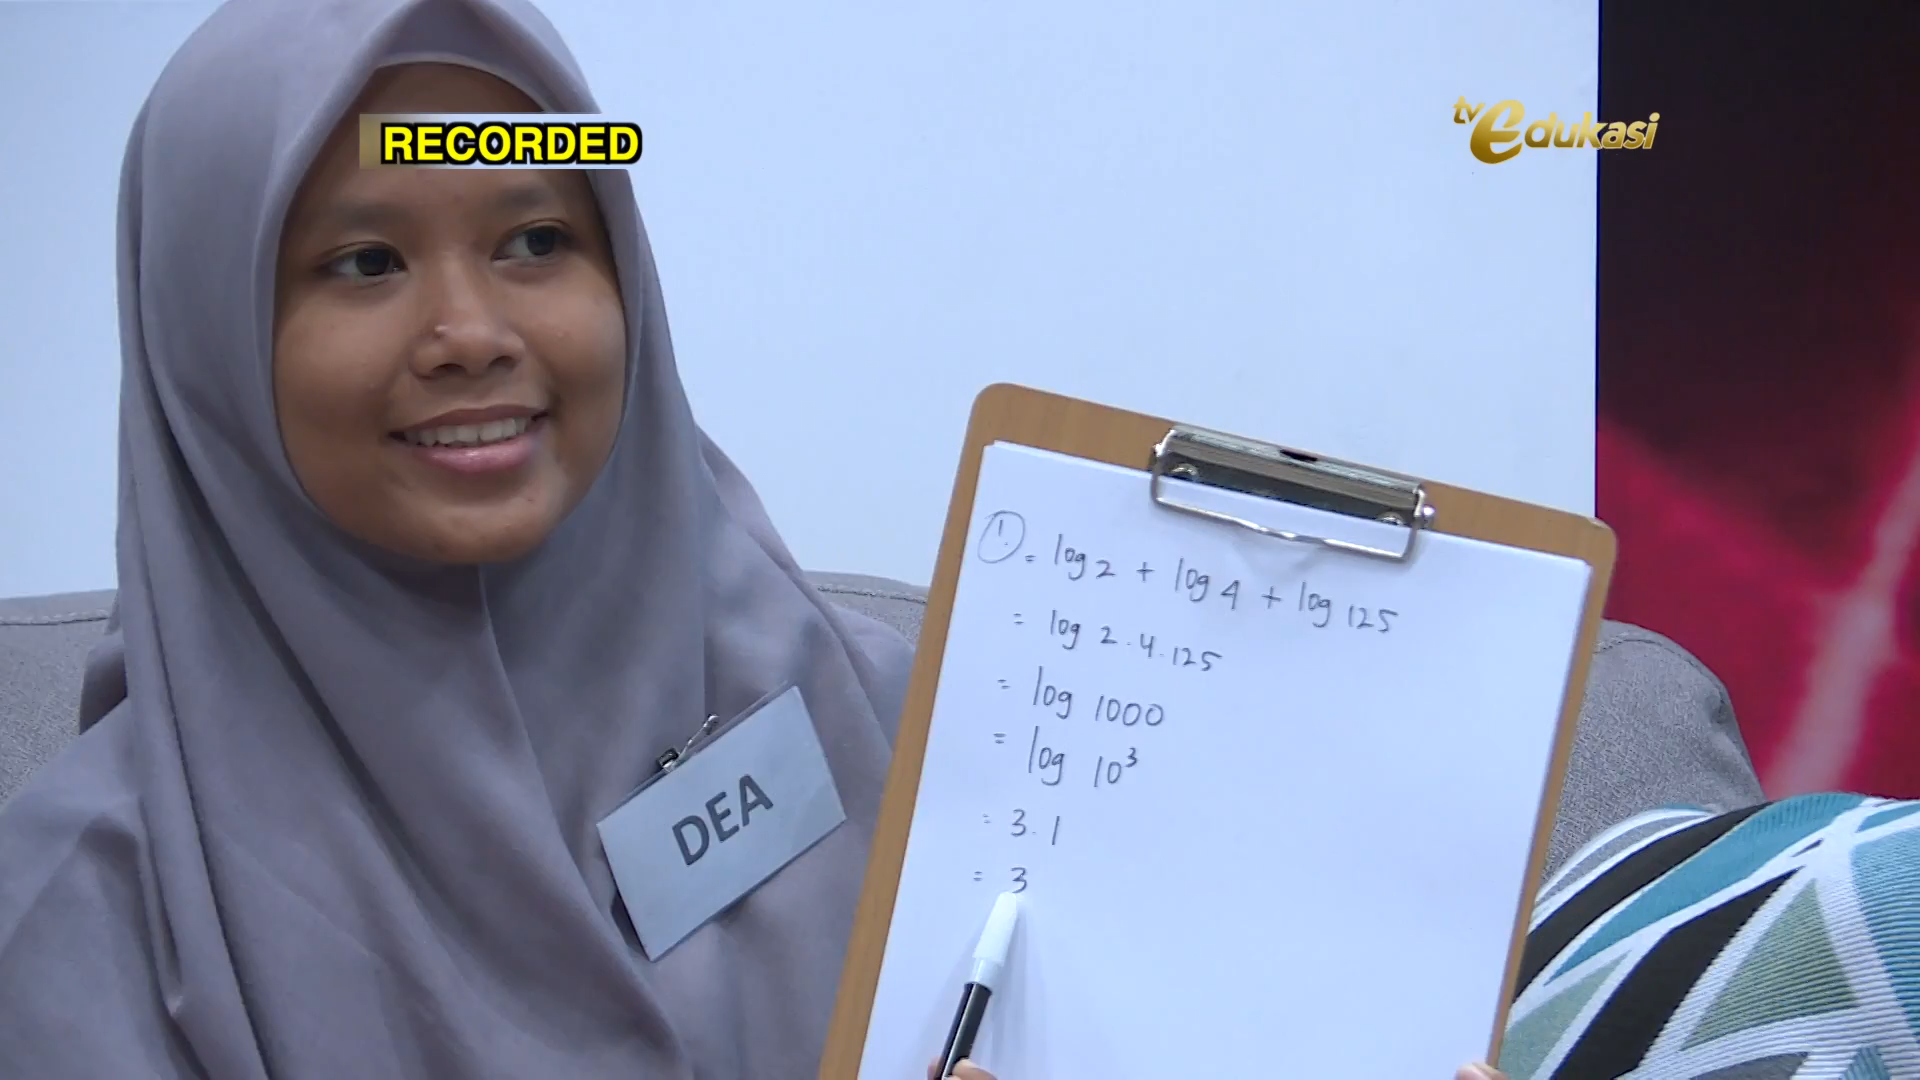 RECORDED
tv edukasi
1. = log 2 + log 4 + log 125
= log 2 . 4 . 125
= log 1000
= log 10³
= 3 . 1
= 3
DEA